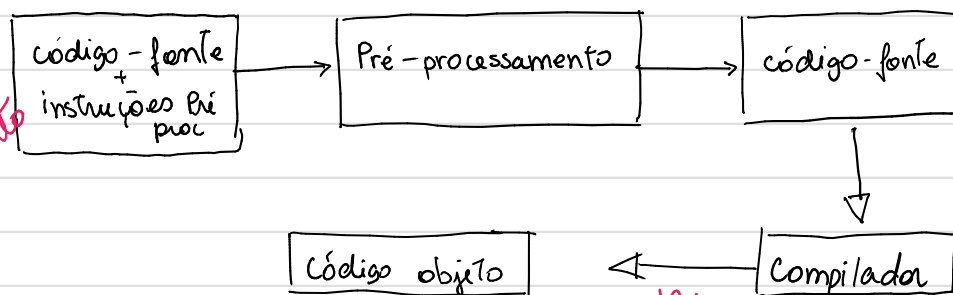 código-fonte
+
instruções Pré
proc
Pré-processamento
código-fonte
Código objeto
Compilador